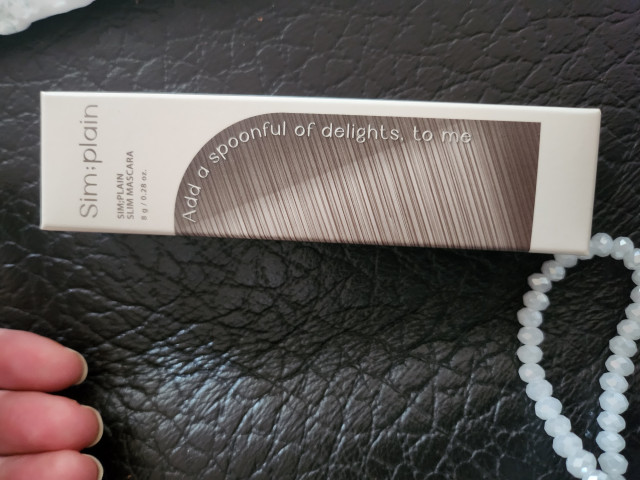 Sim;plain
SIM;PLAIN
SLIM MASCARA
8 g / 0.28 oz.
Add a spoonful of delights, to me